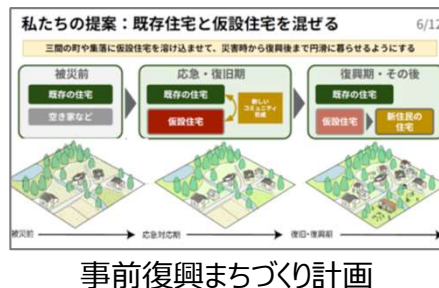 私たちの提案：既存住宅と仮設住宅を混ぜる
6/12
三間の町や集落に仮設住宅を溶け込ませて、災害時から復興後まで円滑に暮らせるようにする
被災前
既存の住宅
空き家など
応急・復旧期
既存の住宅
仮設住宅
新しい
コミュニティ
形成
復興期・その後
既存の住宅
仮設住宅
新住民の
住宅
被災前
応急対応期
復旧・復興期
事前復興まちづくり計画